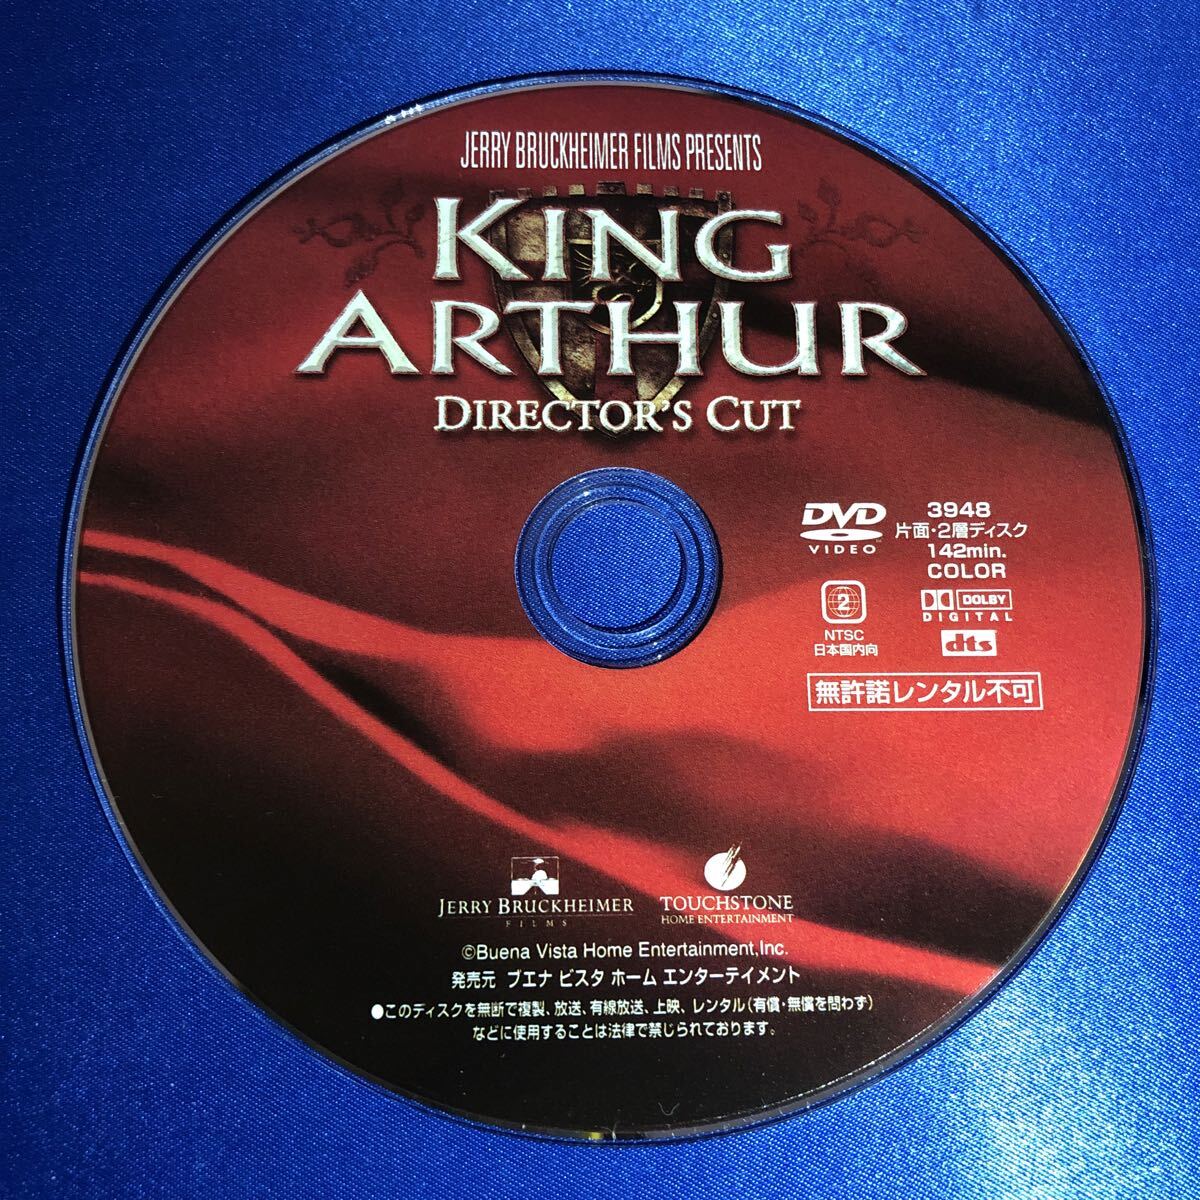 JERRY BRUCKHEIMER FILMS PRESENTS
KING
ARTHUR
DIRECTOR'S CUT
DVD
VIDEO
3948
片面・2層ディスク
142min.
COLOR
2
NTSC
日本国内向
DOLBY
DIGITAL
dts
無許諾レンタル不可
JERRY BRUCKHEIMER
FILMS
TOUCHSTONE
HOME ENTERTAINMENT
©Buena Vista Home Entertainment,Inc.
発売元 ブエナ ビスタ ホーム エンターテイメント
●このディスクを無断で複製、放送、有線放送、上映、レンタル(有償・無償を問わず)
などに使用することは法律で禁じられております。